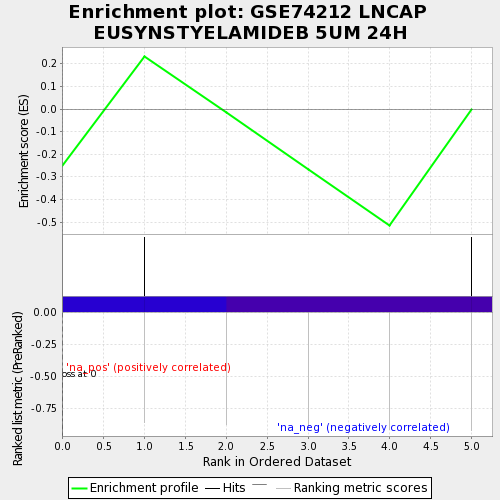 Enrichment plot: GSE74212 LNCAP
EUSYNSTYELAMIDEB 5UM 24H
Enrichment score (ES)
0.2
0.1
0.0
-0.1
-0.2
-0.3
-0.4
-0.5
Ranked list metric (PreRanked)
0.00
-0.25
-0.50
-0.75
'na_pos' (positively correlated)
at 0
'na_neg' (negatively correlated)
0.0 0.5 1.0 1.5 2.0 2.5 3.0 3.5 4.0 4.5 5.0
Rank in Ordered Dataset
Enrichment profile Hits Ranking metric scores